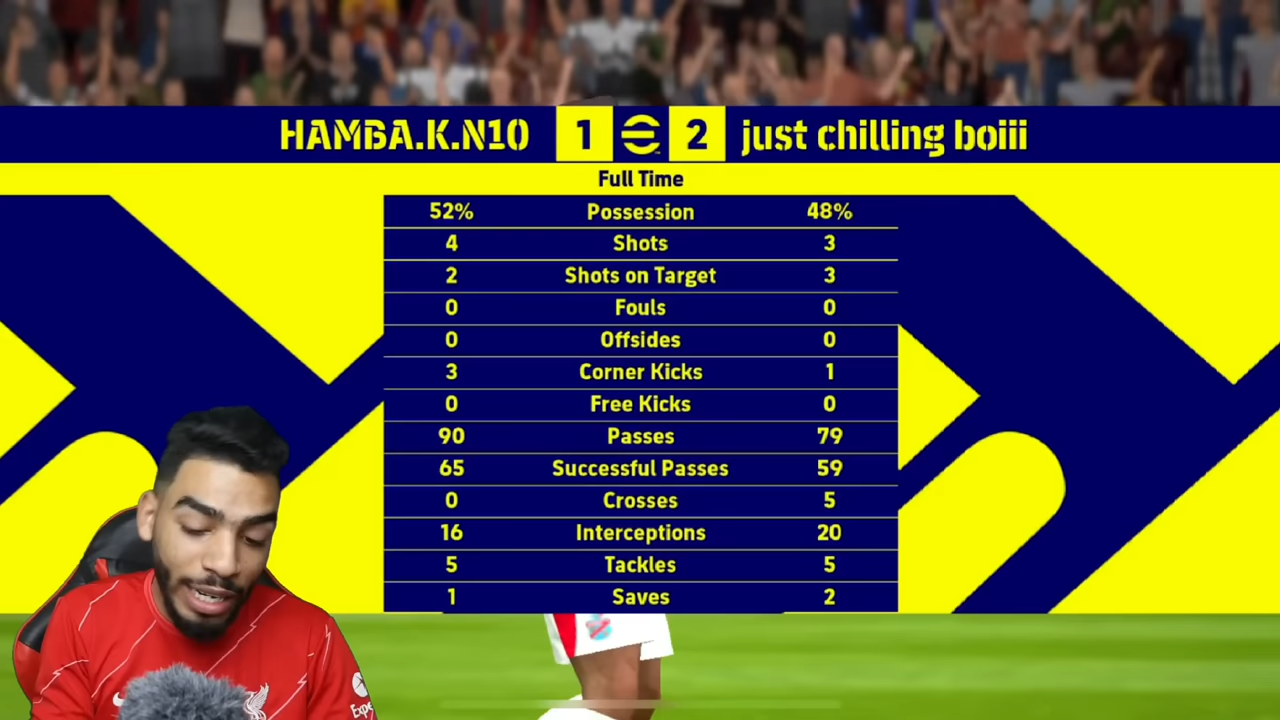 HAMBA.K.N10 1 2 just chilling boiii
Full Time
52% Possession 48%
4 Shots 3
2 Shots on Target 3
0 Fouls 0
0 Offsides 0
3 Corner Kicks 1
0 Free Kicks 0
90 Passes 79
65 Successful Passes 59
0 Crosses 5
16 Interceptions 20
5 Tackles 5
1 Saves 2
Expe